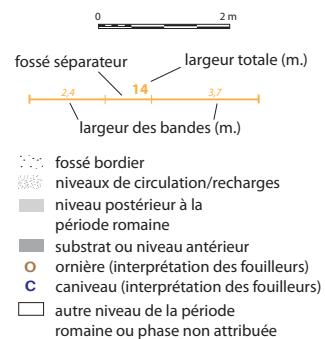 0 2 m
largeur totale (m.)
fossé séparateur
14
2,4 3,7
largeur des bandes (m.)
fossé bordier
niveaux de circulation/recharges
niveau postérieur à la
période romaine
substrat ou niveau antérieur
O ornière (interprétation des fouilleurs)
C caniveau (interprétation des fouilleurs)
autre niveau de la période
romaine ou phase non attribuée